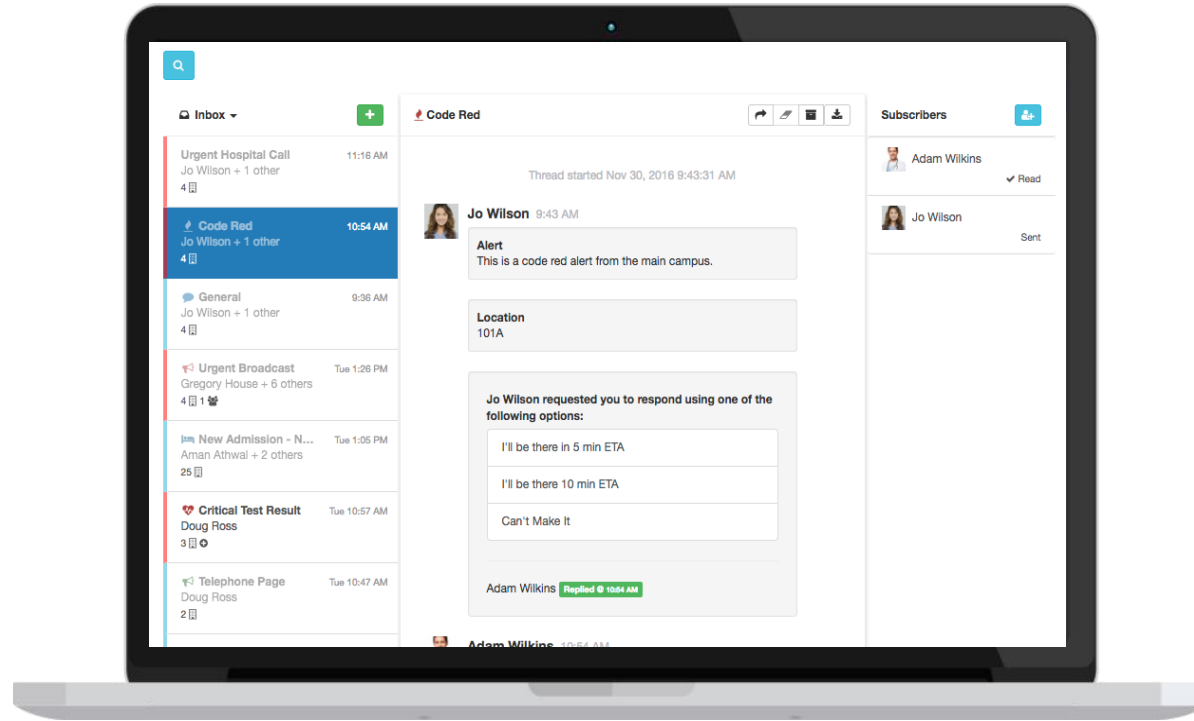 Inbox
Urgent Hospital Call 11:16 AM
Jo Wilson + 1 other
4
Code Red 10:54 AM
Jo Wilson + 1 other
4
General 9:36 AM
Jo Wilson + 1 other
4
Urgent Broadcast Tue 1:26 PM
Gregory House + 6 others
4 1
New Admission - N... Tue 1:05 PM
Aman Athwal + 2 others
25
Critical Test Result Tue 10:57 AM
Doug Ross
3
Telephone Page Tue 10:47 AM
Doug Ross
2
Code Red
Thread started Nov 30, 2016 9:43:31 AM
Jo Wilson 9:43 AM
Alert
This is a code red alert from the main campus.
Location
101A
Jo Wilson requested you to respond using one of the
following options:
I'll be there in 5 min ETA
I'll be there 10 min ETA
Can't Make It
Adam Wilkins Replied @ 10:54 AM
Adam Wilkins 10:54 AM
Subscribers
Adam Wilkins
Read
Jo Wilson
Sent